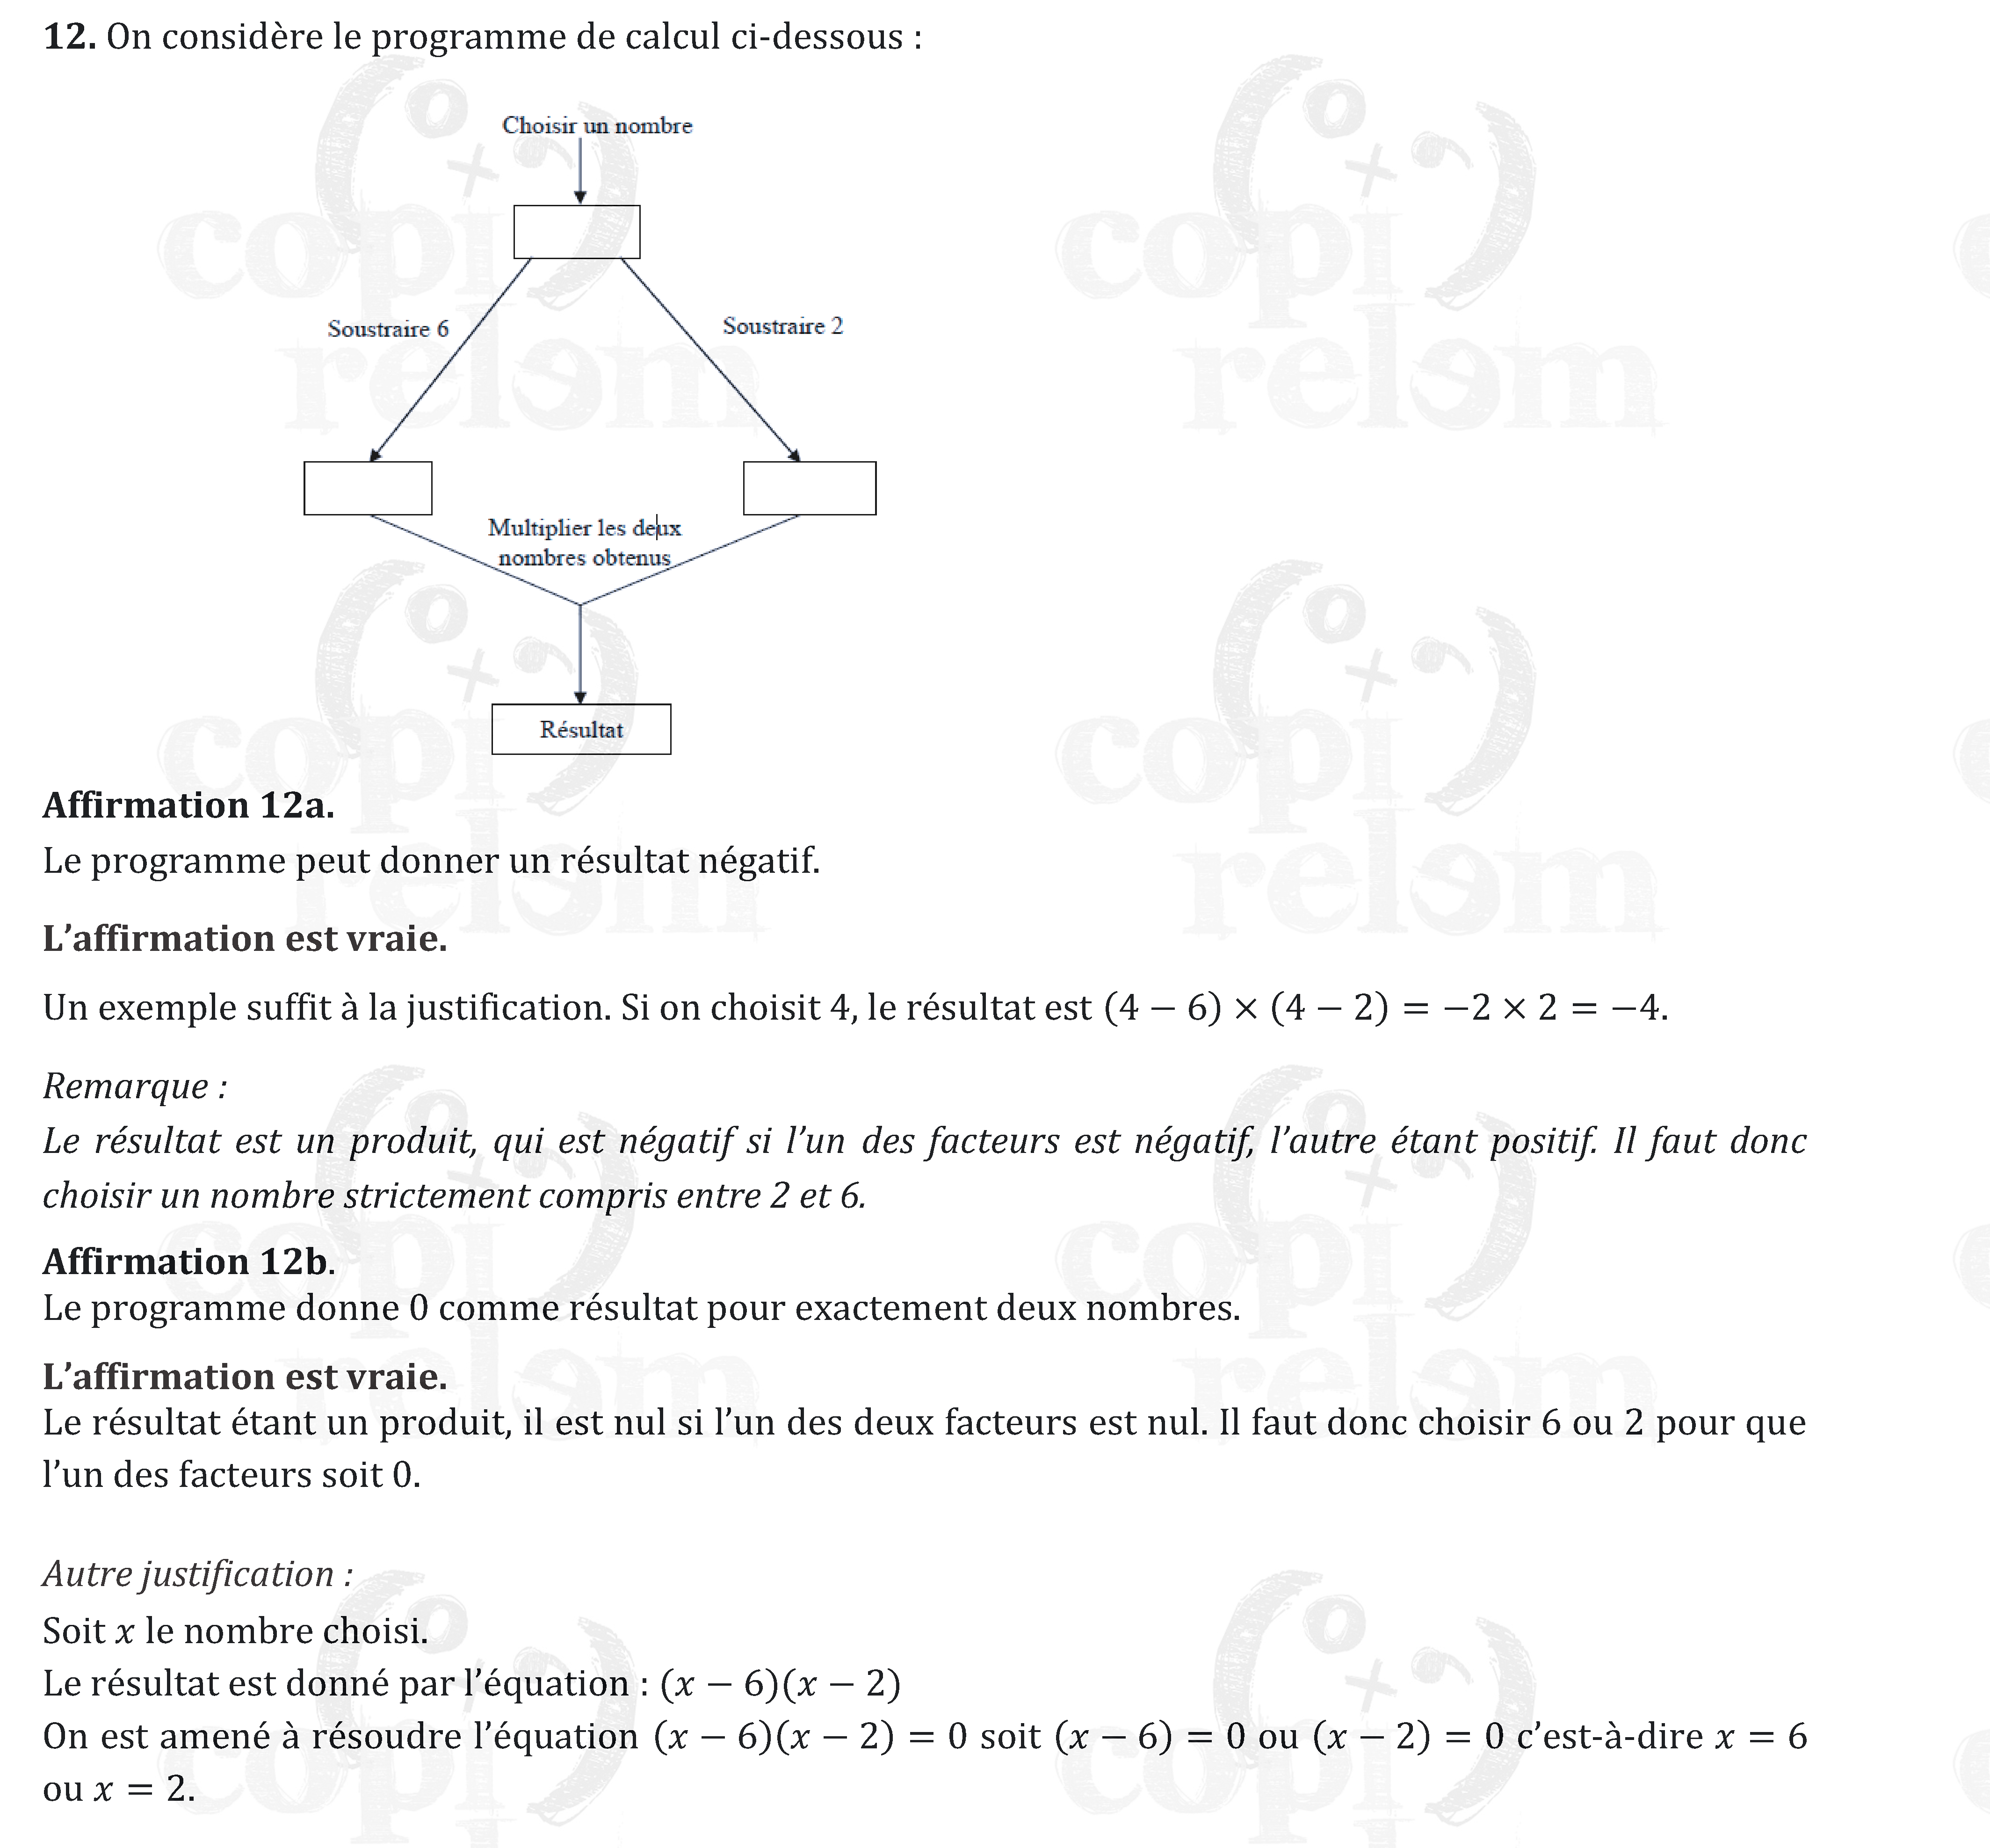 12. On considère le programme de calcul ci-dessous :
Choisir un nombre
Soustraire 6
Soustraire 2
Multiplier les deux
nombres obtenus
Résultat
Affirmation 12a.
Le programme peut donner un résultat négatif.
L’affirmation est vraie.
Un exemple suffit à la justification. Si on choisit 4, le résultat est (4 − 6) × (4 − 2) = −2 × 2 = −4.
Remarque :
Le résultat est un produit, qui est négatif si l’un des facteurs est négatif, l’autre étant positif. Il faut donc
choisir un nombre strictement compris entre 2 et 6.
Affirmation 12b.
Le programme donne 0 comme résultat pour exactement deux nombres.
L’affirmation est vraie.
Le résultat étant un produit, il est nul si l’un des deux facteurs est nul. Il faut donc choisir 6 ou 2 pour que
l’un des facteurs soit 0.
Autre justification :
Soit x le nombre choisi.
Le résultat est donné par l’équation : (x − 6)(x − 2)
On est amené à résoudre l’équation (x − 6)(x − 2) = 0 soit (x − 6) = 0 ou (x − 2) = 0 c’est-à-dire x = 6
ou x = 2.
copi
relem